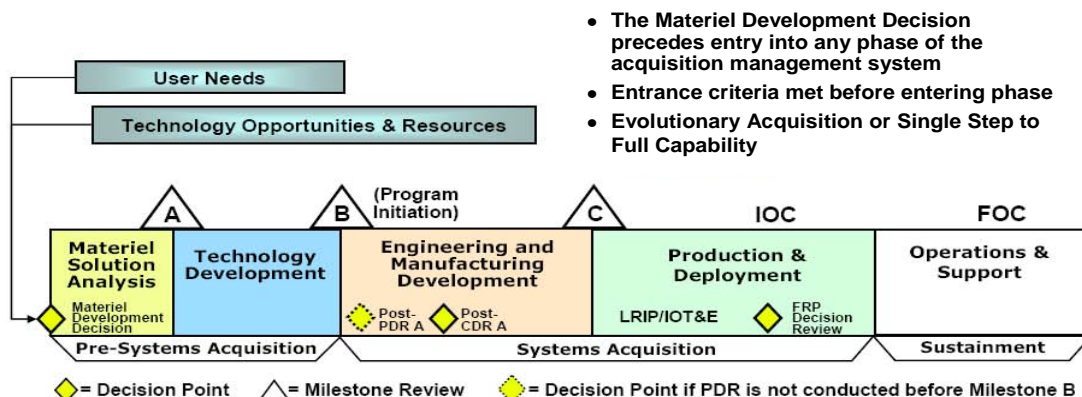 • The Materiel Development Decision
precedes entry into any phase of the
acquisition management system
• Entrance criteria met before entering phase
• Evolutionary Acquisition or Single Step to
Full Capability
User Needs
Technology Opportunities & Resources
A
B
(Program
Initiation)
C
IOC
FOC
Materiel
Solution
Analysis
Technology
Development
Engineering and
Manufacturing
Development
Production &
Deployment
Operations &
Support
Materiel
Development
Decision
Post-
PDR A
Post-
CDR A
LRIP/IOT&E
FRP
Decision
Review
Pre-Systems Acquisition
Systems Acquisition
Sustainment
= Decision Point
= Milestone Review
= Decision Point if PDR is not conducted before Milestone B